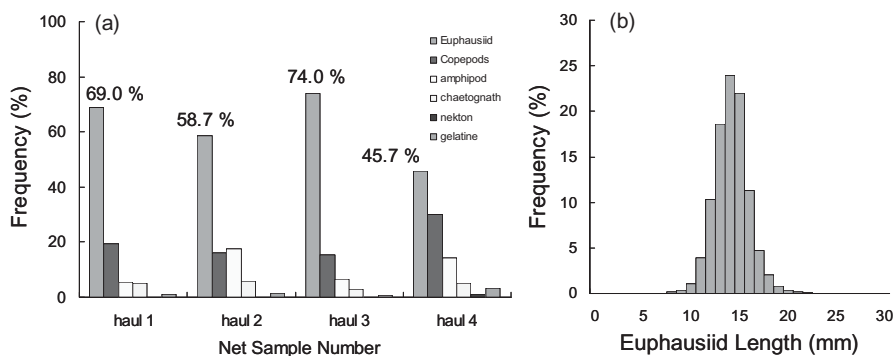 (a)
Frequency (%)
100
80
60
40
20
0
69.0 %
58.7 %
74.0 %
45.7 %
Euphausiid
Copepods
amphipod
chaetognath
nekton
gelatine
haul 1
haul 2
haul 3
haul 4
Net Sample Number
(b)
Frequency (%)
30
25
20
15
10
5
0
0
5
10
15
20
25
30
Euphausiid Length (mm)